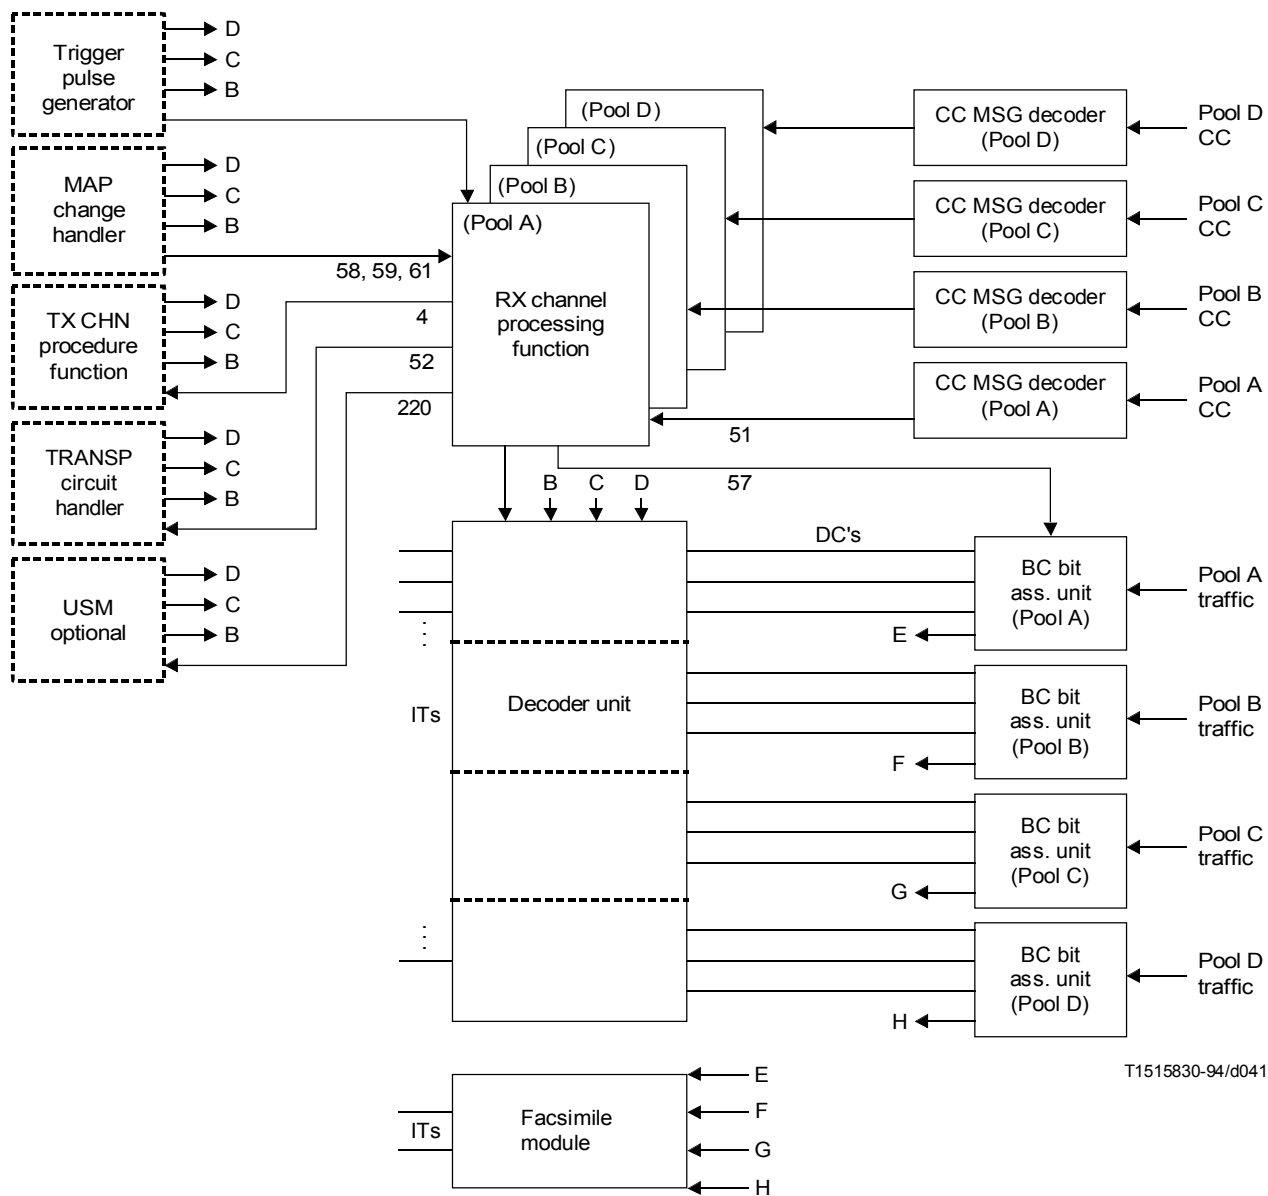 Trigger
pulse
generator
D
C
B
MAP
change
handler
D
C
B
58, 59, 61
TX CHN
procedure
function
D
C
B
4
52
220
TRANSP
circuit
handler
D
C
B
USM
optional
D
C
B
(Pool D)
(Pool C)
(Pool B)
(Pool A)
RX channel
processing
function
CC MSG decoder
(Pool D)
Pool D
CC
CC MSG decoder
(Pool C)
Pool C
CC
CC MSG decoder
(Pool B)
Pool B
CC
CC MSG decoder
(Pool A)
Pool A
CC
51
57
B C D
DC's
BC bit
ass. unit
(Pool A)
Pool A
traffic
E
ITs
Decoder unit
BC bit
ass. unit
(Pool B)
Pool B
traffic
F
BC bit
ass. unit
(Pool C)
Pool C
traffic
G
BC bit
ass. unit
(Pool D)
Pool D
traffic
H
T1515830-94/d041
ITs
Facsimile
module
E
F
G
H